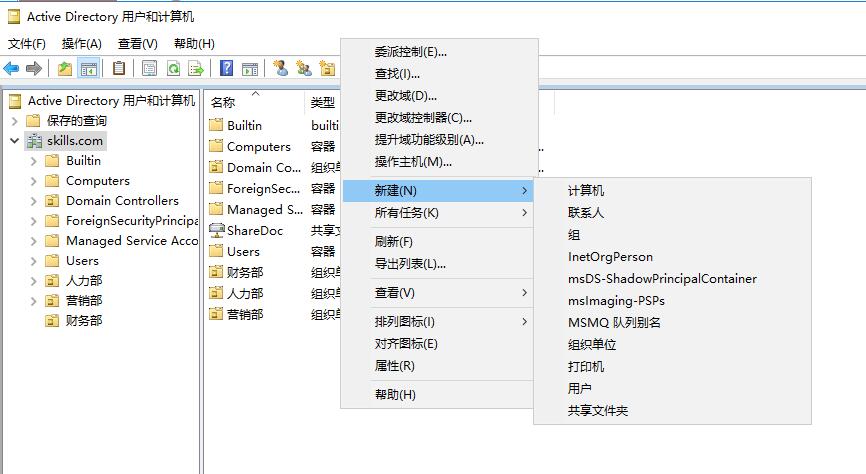 Active Directory 用户和计算机
文件(F) 操作(A) 查看(V) 帮助(H)
Active Directory 用户和计算机
保存的查询
skills.com
Builtin
Computers
Domain Controllers
ForeignSecurityPrincipa
Managed Service Acco
Users
人力部
营销部
财务部
名称 类型
Builtin builti
Computers 容器
Domain Co... 组织单
ForeignSec... 容器
Managed S... 容器
ShareDoc 共享文
Users 容器
财务部 组织单
人力部 组织单
营销部 组织单
委派控制(E)...
查找(I)...
更改域(D)...
更改域控制器(C)...
提升域功能级别(A)...
操作主机(M)...
新建(N)
所有任务(K)
刷新(F)
导出列表(L)...
查看(V)
排列图标(I)
对齐图标(E)
属性(R)
帮助(H)
计算机
联系人
组
InetOrgPerson
msDS-ShadowPrincipalContainer
msImaging-PSPs
MSMQ 队列别名
组织单位
打印机
用户
共享文件夹